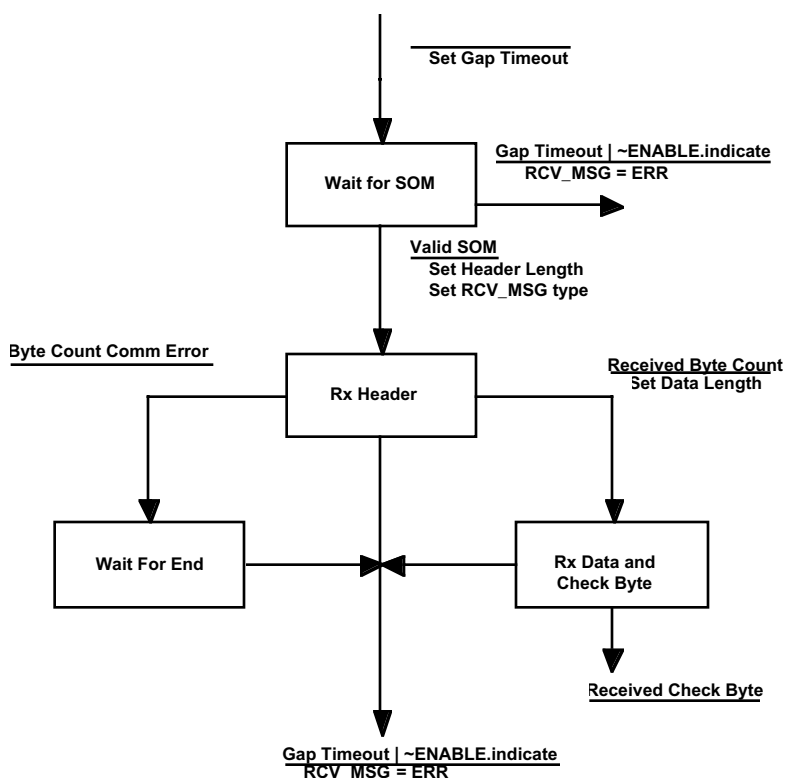 Set Gap Timeout
Gap Timeout | ~ENABLE.indicate
RCV_MSG = ERR
Wait for SOM
Valid SOM
Set Header Length
Set RCV_MSG type
Byte Count Comm Error
Received Byte Count
Set Data Length
Rx Header
Wait For End
Rx Data and
Check Byte
Received Check Byte
Gap Timeout | ~ENABLE.indicate
RCV_MSG = ERR